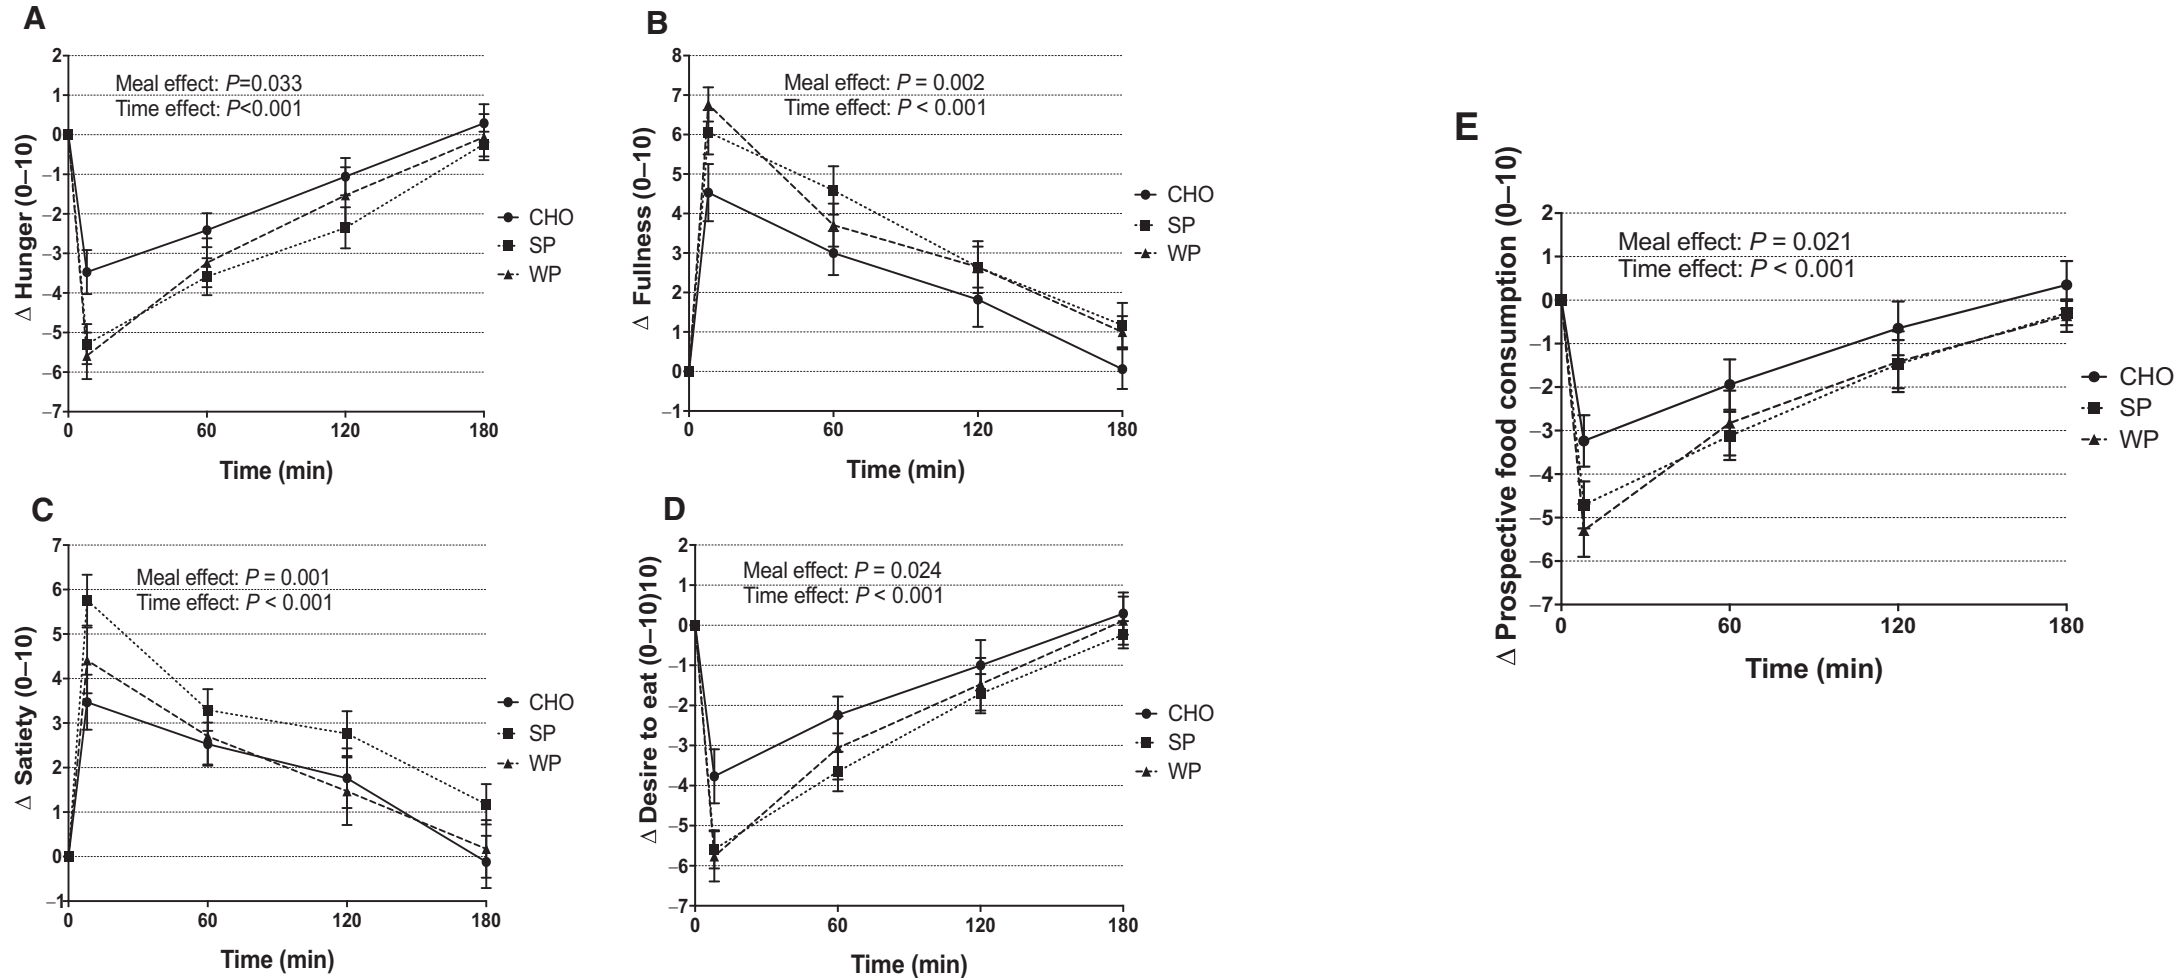 A
Δ Hunger (0–10)
2
1
0
–1
–2
–3
–4
–5
–6
–7
Meal effect: P=0.033
Time effect: P<0.001
0 60 120 180
Time (min)
CHO
SP
WP
B
Δ Fullness (0–10)
8
7
6
5
4
3
2
1
0
–1
Meal effect: P = 0.002
Time effect: P < 0.001
0 60 120 180
Time (min)
CHO
SP
WP
C
Δ Satiety (0–10)
7
6
5
4
3
2
1
0
–1
Meal effect: P = 0.001
Time effect: P < 0.001
0 60 120 180
Time (min)
CHO
SP
WP
D
Δ Desire to eat (0–10)10)
2
1
0
–1
–2
–3
–4
–5
–6
–7
Meal effect: P = 0.024
Time effect: P < 0.001
0 60 120 180
Time (min)
CHO
SP
WP
E
Δ Prospective food consumption (0–10)
2
1
0
–1
–2
–3
–4
–5
–6
–7
Meal effect: P = 0.021
Time effect: P < 0.001
0 60 120 180
Time (min)
CHO
SP
WP